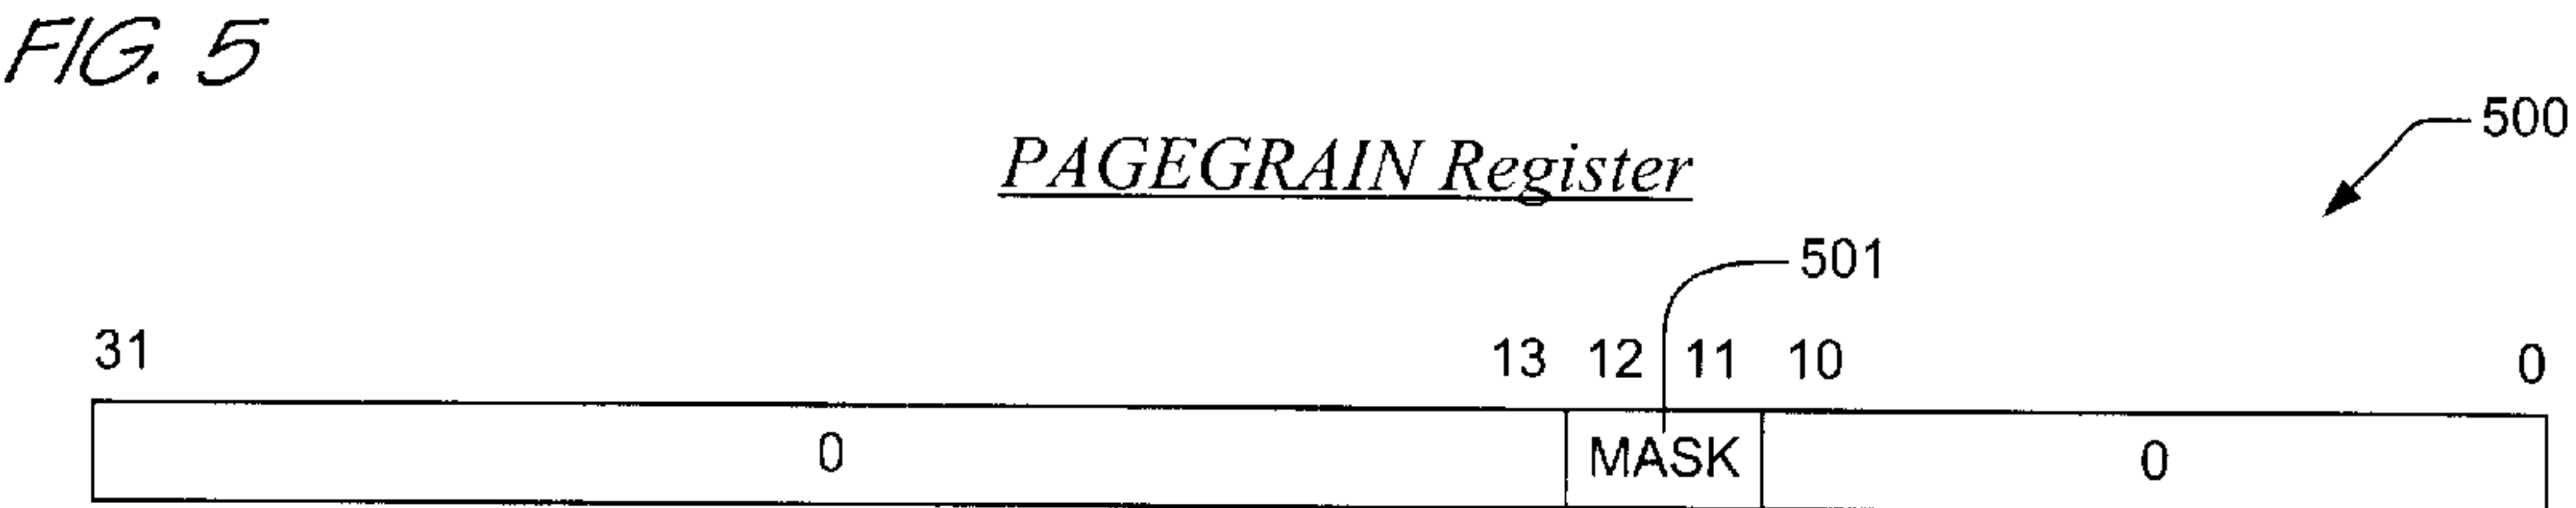 FIG. 5
500
PAGEGRAIN Register
501
31 13 12 11 10 0
0 MASK 0